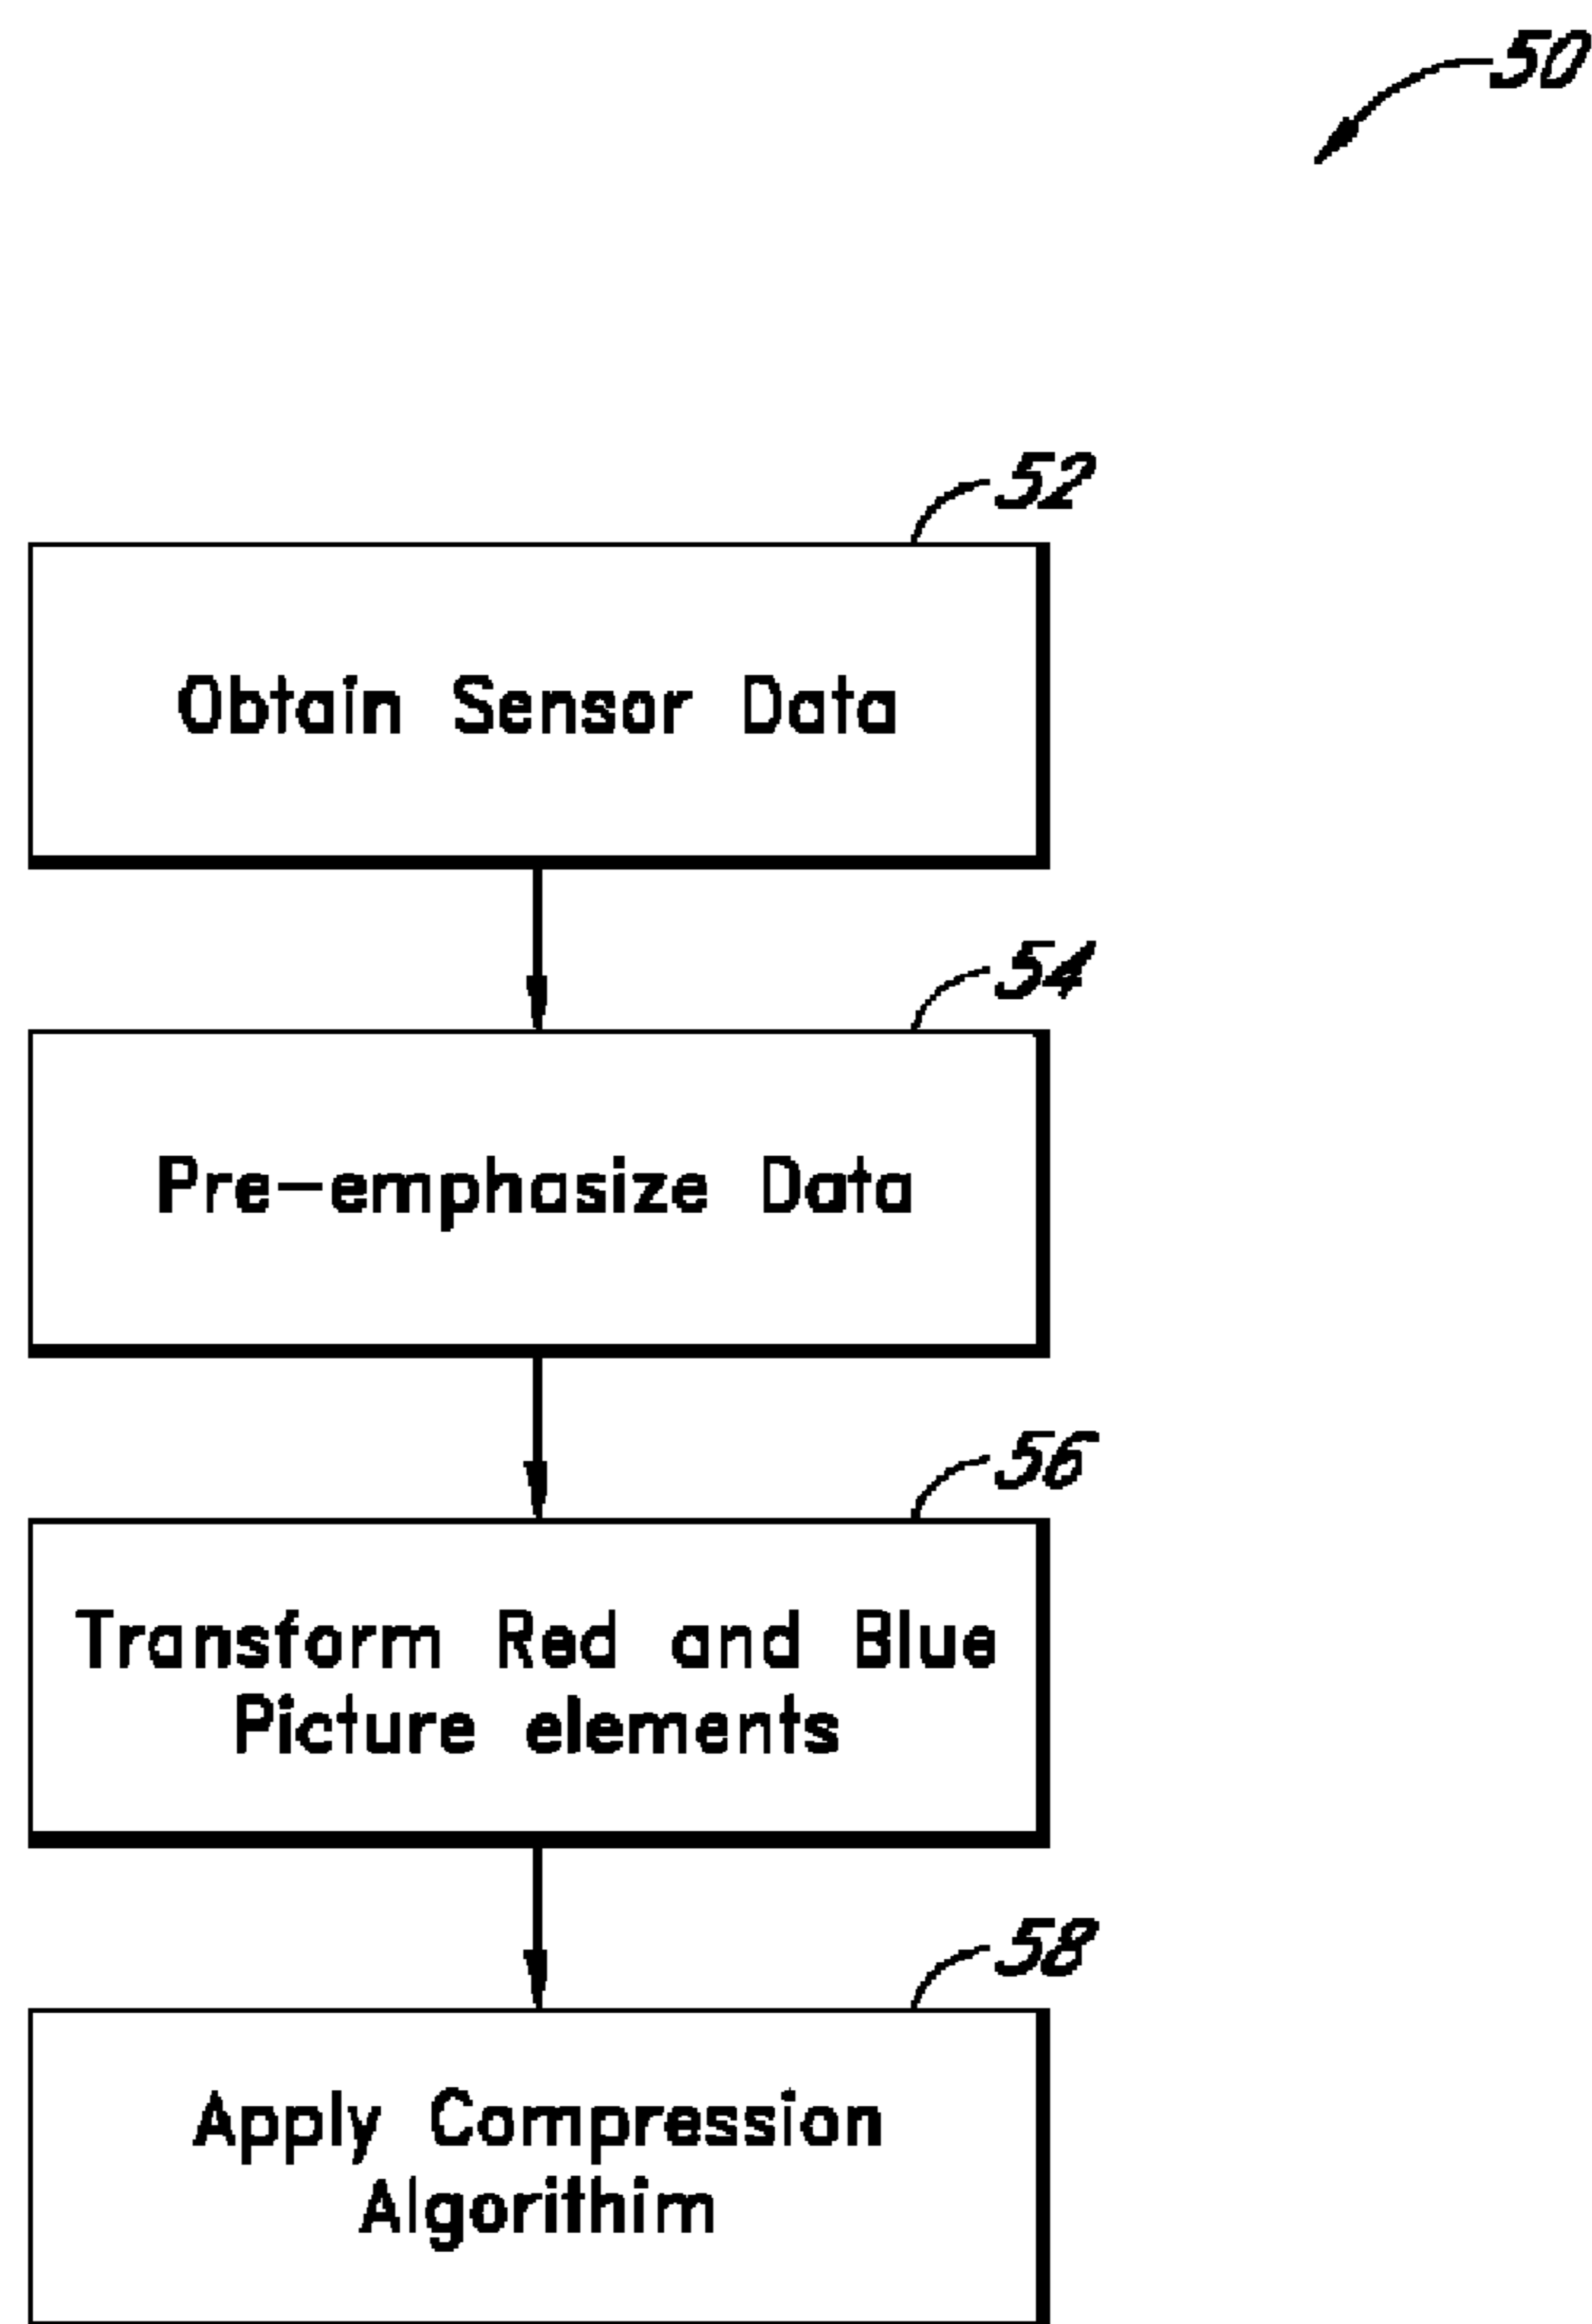 50
52
Obtain Sensor Data
54
Pre-emphasize Data
56
Transform Red and Blue
Picture elements
58
Apply Compression
Algorithim